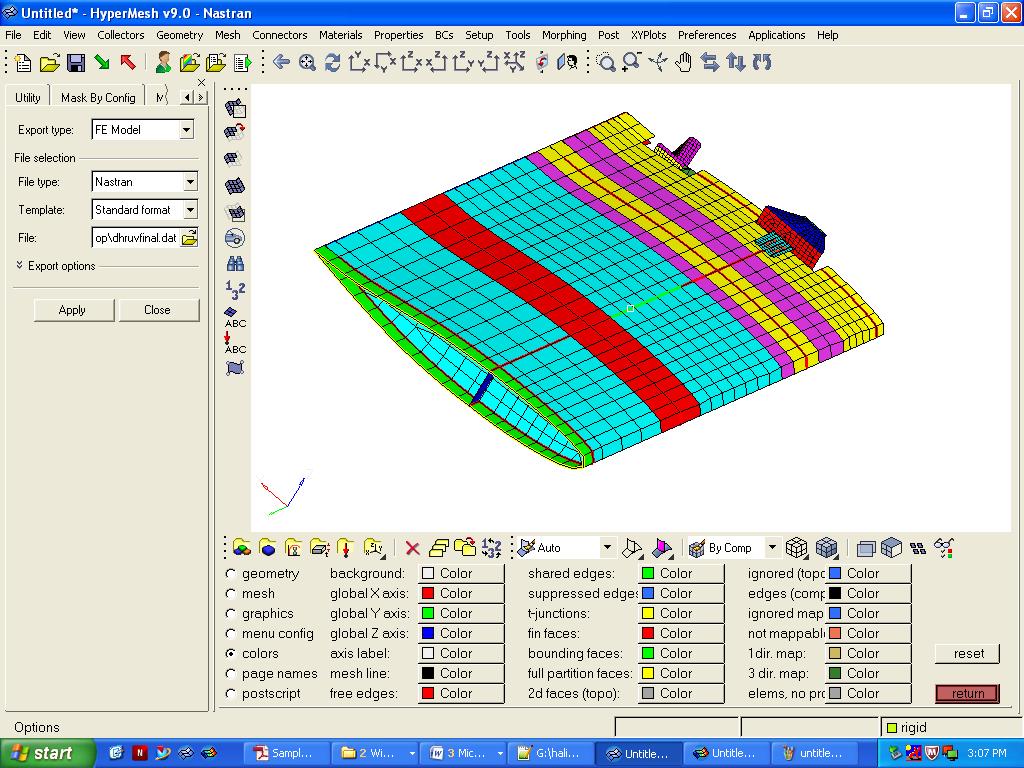 Untitled* - HyperMesh v9.0 - Nastran
File Edit View Collectors Geometry Mesh Connectors Materials Properties BCs Setup Tools Morphing Post XYPlots Preferences Applications Help
Utility Mask By Config
Export type: FE Model
File selection
File type: Nastran
Template: Standard format
File: op\dhruvfinal.dat
Export options
Apply Close
123
ABC
ABC
Auto By Comp
geometry background: Color shared edges: Color ignored (topo Color
mesh global X axis: Color suppressed edges Color edges (comp Color
graphics global Y axis: Color t-junctions: Color ignored map Color
menu config global Z axis: Color fin faces: Color not mappabl Color
colors axis label: Color bounding faces: Color 1dir. map: Color reset
page names mesh line: Color full partition faces: Color 3 dir. map: Color
postscript free edges: Color 2d faces (topo): Color elems, no prc Color return
Options rigid
start Sampl... 2 Wi... 3 Mic... G:\hali... Untitle... Untitle... untitle... 3:07 PM